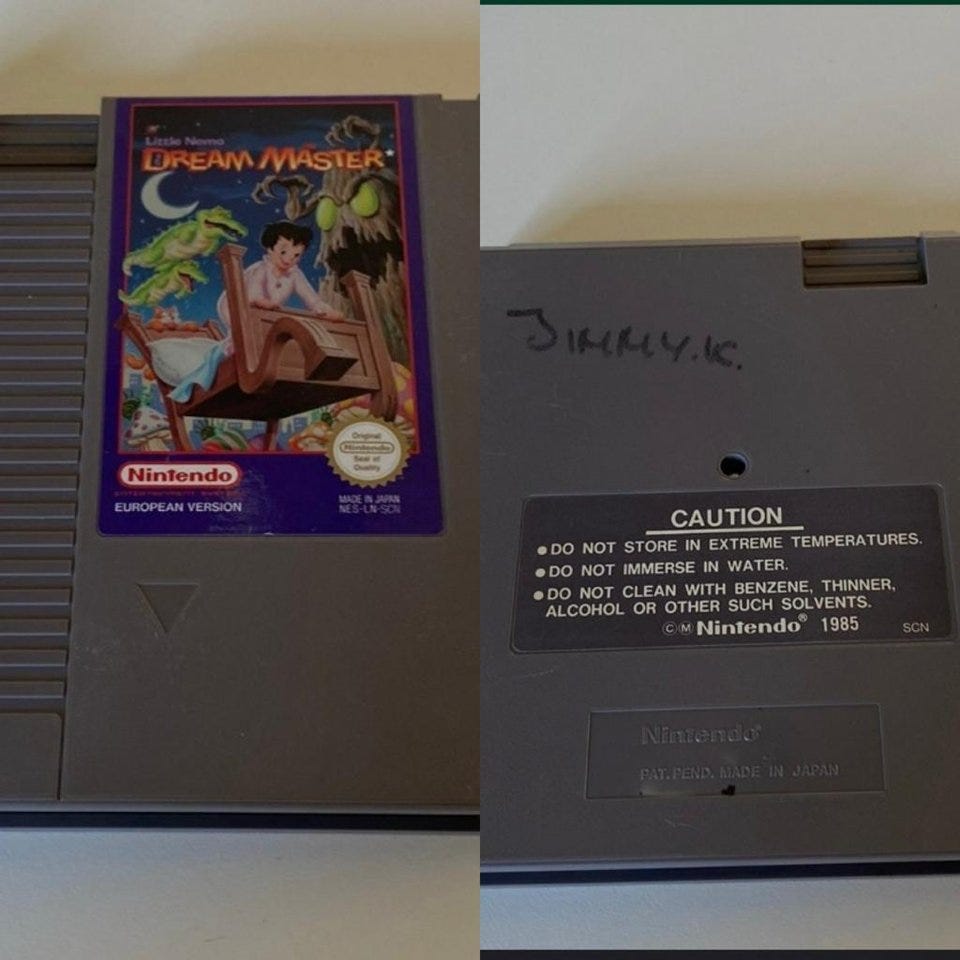 Little Nemo
DREAM MASTER
Original
Nintendo
Seal of
Quality
Nintendo
ENTERTAINMENT SYSTEM
EUROPEAN VERSION
MADE IN JAPAN
NES-LN-SCN
JIMMY.K.
CAUTION
● DO NOT STORE IN EXTREME TEMPERATURES.
● DO NOT IMMERSE IN WATER.
● DO NOT CLEAN WITH BENZENE, THINNER,
ALCOHOL OR OTHER SUCH SOLVENTS.
©Ⓜ Nintendo® 1985
SCN
Nintendo®
PAT. PEND. MADE IN JAPAN